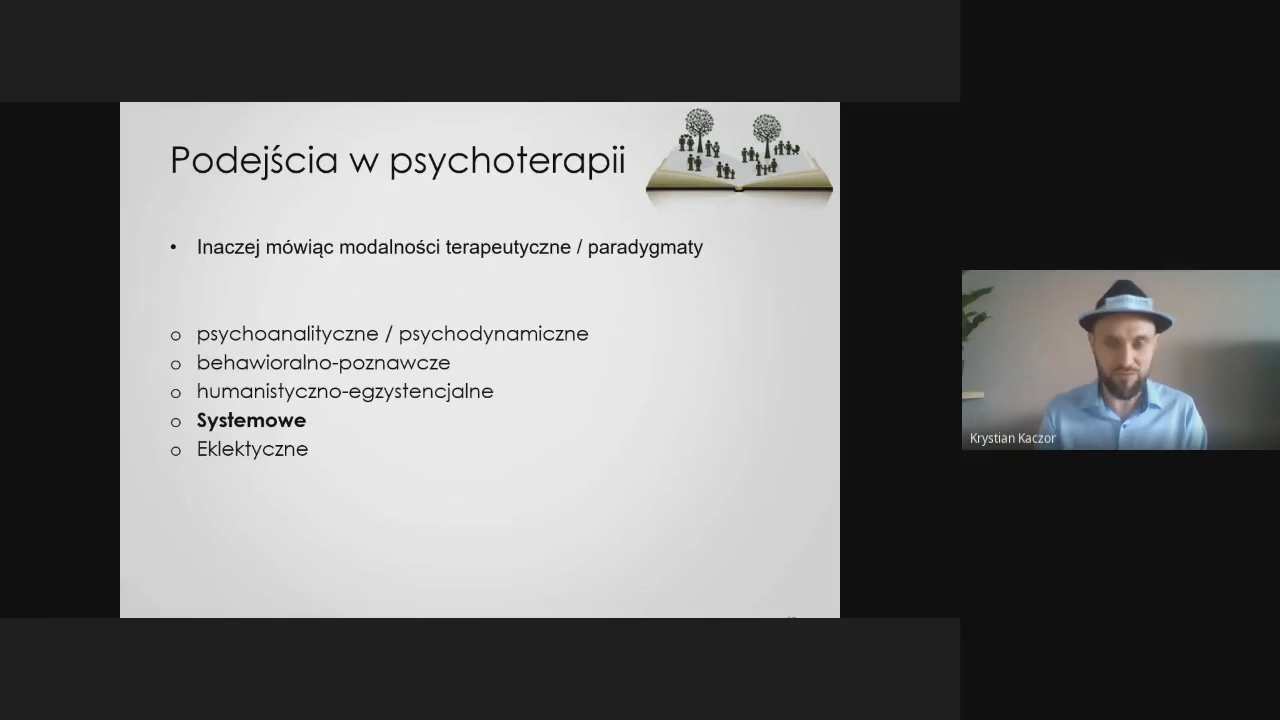 Podejścia w psychoterapii
• Inaczej mówiąc modalności terapeutyczne / paradygmaty
o psychoanalityczne / psychodynamiczne
o behawioralno-poznawcze
o humanistyczno-egzystencjalne
o Systemowe
o Eklektyczne
Krystian Kaczor